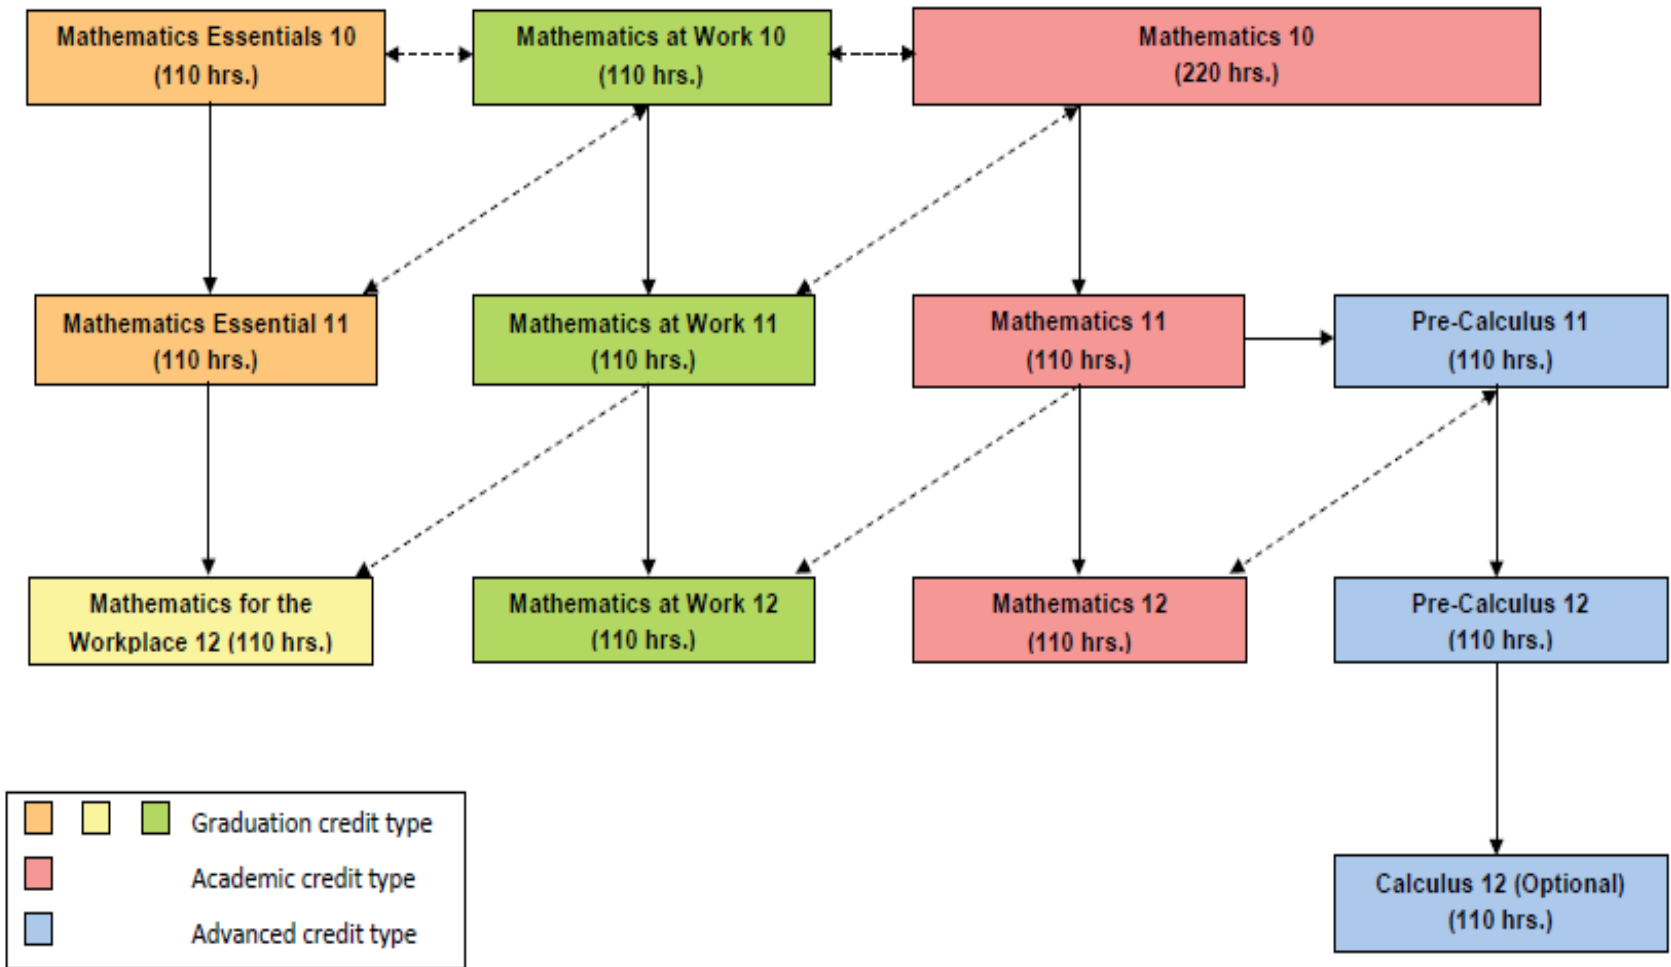 Mathematics Essentials 10
(110 hrs.)
Mathematics at Work 10
(110 hrs.)
Mathematics 10
(220 hrs.)
Mathematics Essential 11
(110 hrs.)
Mathematics at Work 11
(110 hrs.)
Mathematics 11
(110 hrs.)
Pre-Calculus 11
(110 hrs.)
Mathematics for the
Workplace 12 (110 hrs.)
Mathematics at Work 12
(110 hrs.)
Mathematics 12
(110 hrs.)
Pre-Calculus 12
(110 hrs.)
Calculus 12 (Optional)
(110 hrs.)
Graduation credit type
Academic credit type
Advanced credit type